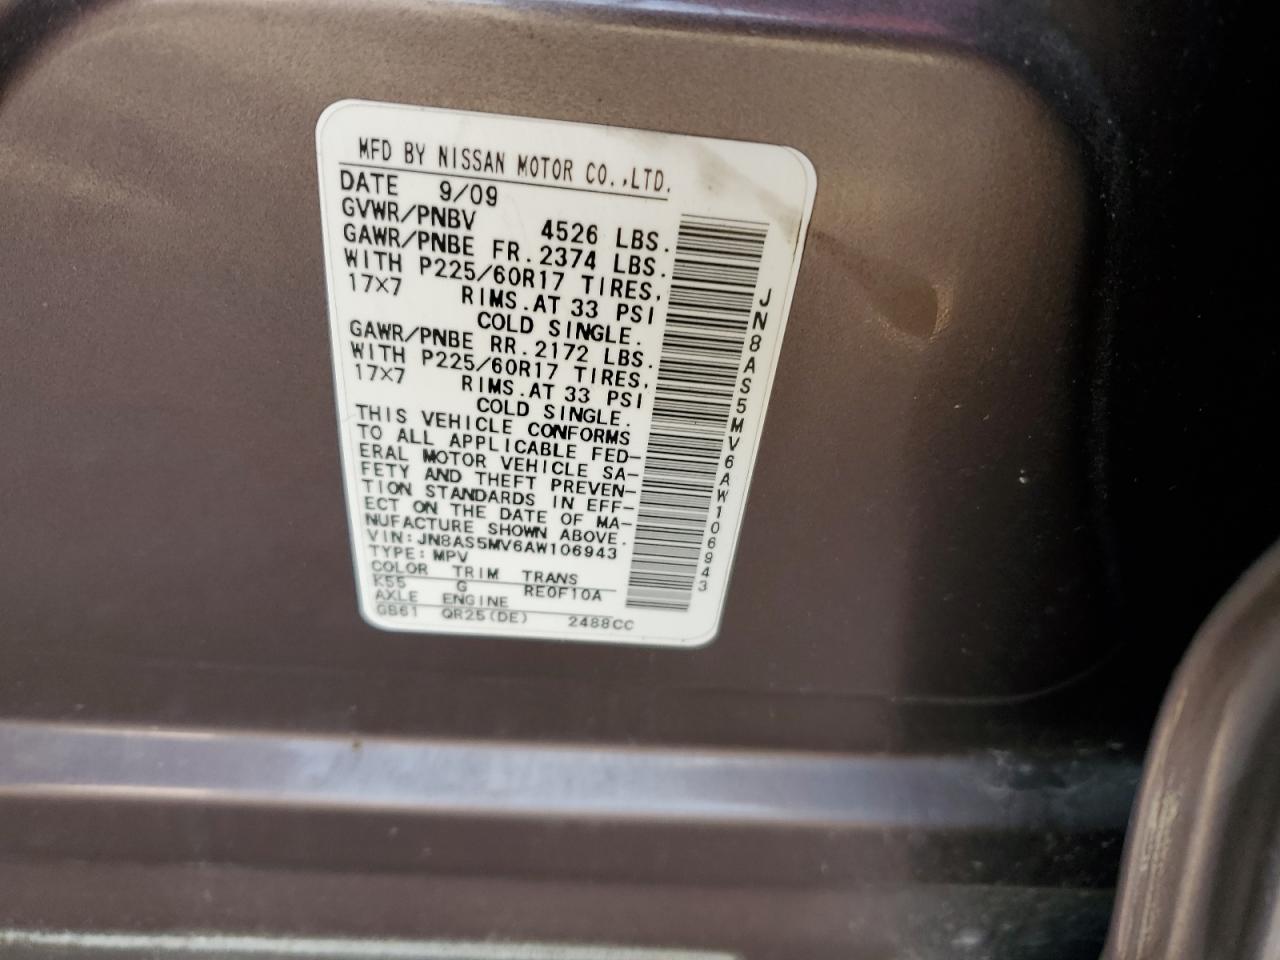 MFD BY NISSAN MOTOR CO.,LTD.
DATE 9/09
GVWR/PNBV 4526 LBS.
GAWR/PNBE FR.2374 LBS.
WITH P225/60R17 TIRES,
17X7 RIMS.AT 33 PSI
COLD SINGLE.
GAWR/PNBE RR.2172 LBS.
WITH P225/60R17 TIRES,
17X7 RIMS.AT 33 PSI
COLD SINGLE.
THIS VEHICLE CONFORMS
TO ALL APPLICABLE FED-
ERAL MOTOR VEHICLE SA-
FETY AND THEFT PREVEN-
TION STANDARDS IN EFF-
ECT ON THE DATE OF MA-
NUFACTURE SHOWN ABOVE.
VIN:JN8AS5MV6AW106943
TYPE:MPV
COLOR TRIM TRANS
K55 G RE0F10A
AXLE ENGINE
GB61 QR25(DE) 2488CC
JN8AS5MV6AW106943